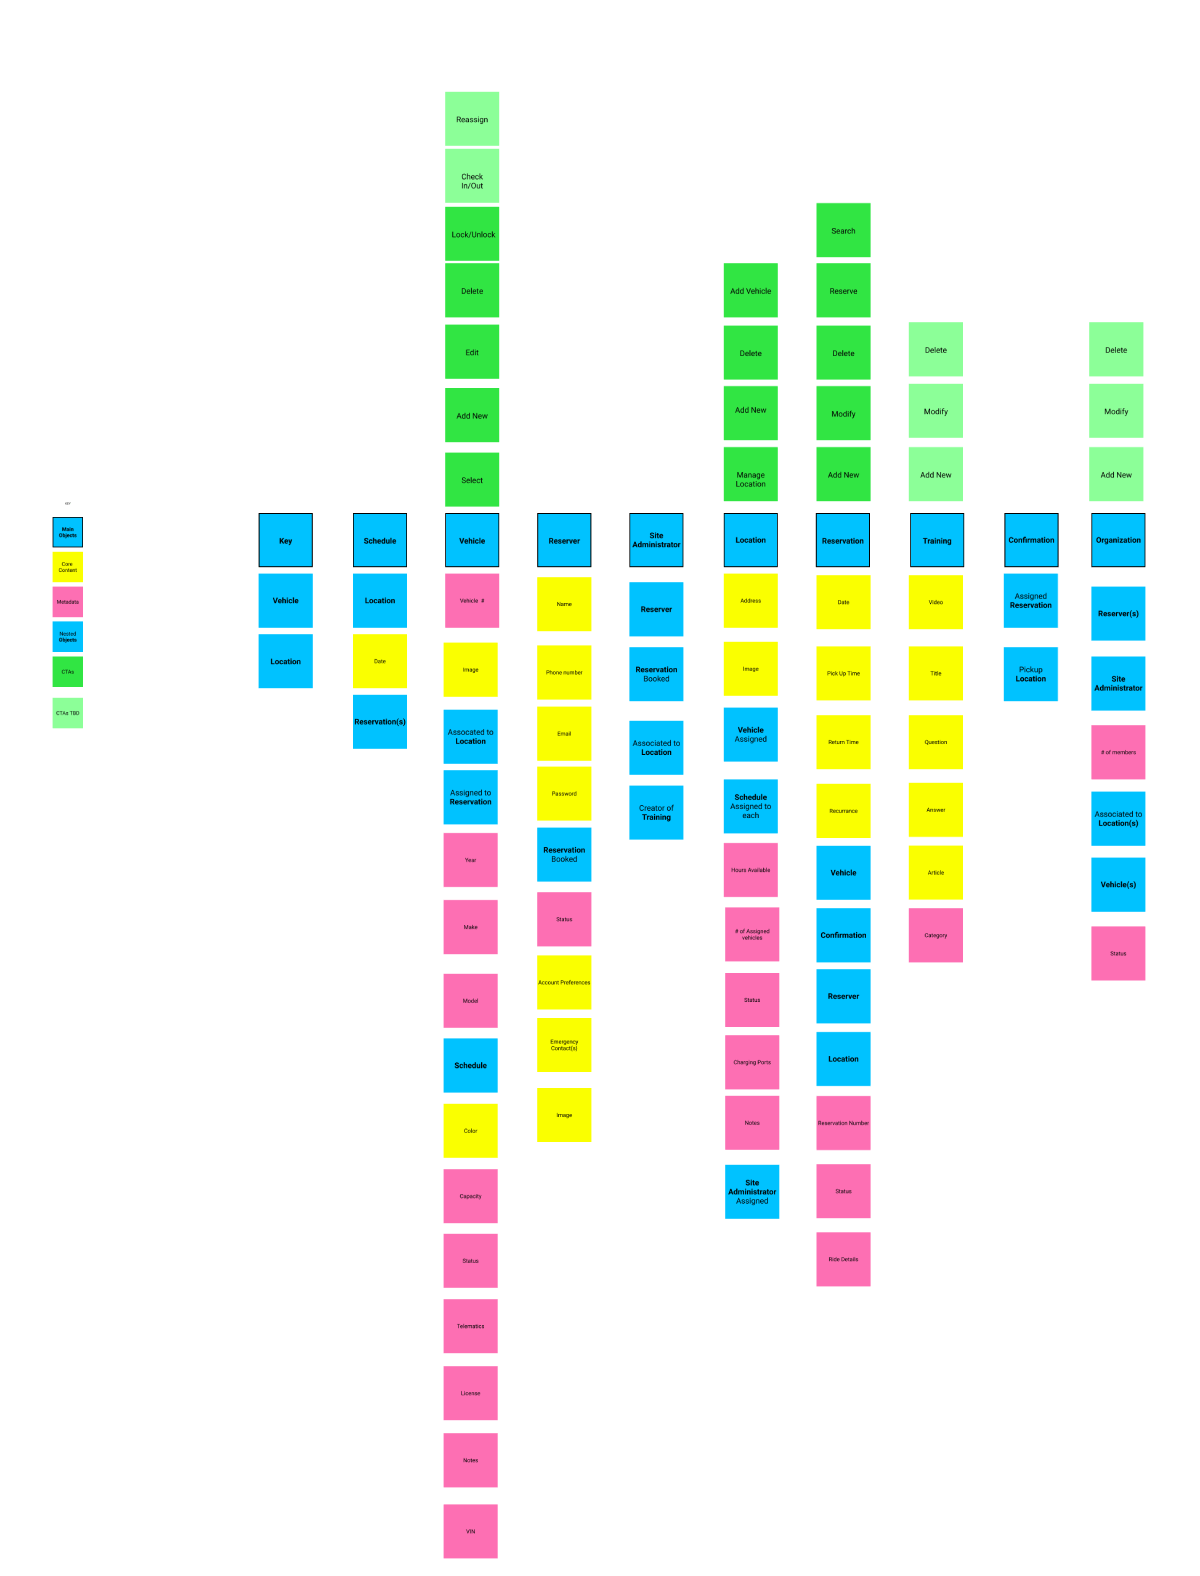 KEY
Main
Objects
Core
Content
Metadata
Nested
Objects
CTAs
CTAs TBD
Key
Vehicle
Location
Schedule
Location
Date
Reservation(s)
Reassign
Check
In/Out
Lock/Unlock
Delete
Edit
Add New
Select
Vehicle
Vehicle #
Image
Assocated to
Location
Assigned to
Reservation
Year
Make
Model
Schedule
Color
Capacity
Status
Telematics
License
Notes
VIN
Reserver
Name
Phone number
Email
Password
Reservation
Booked
Status
Account Preferences
Emergency
Contact(s)
Image
Site
Administrator
Reserver
Reservation
Booked
Associated to
Location
Creator of
Training
Add Vehicle
Delete
Add New
Manage
Location
Location
Address
Image
Vehicle
Assigned
Schedule
Assigned to
each
Hours Available
# of Assigned
vehicles
Status
Charging Ports
Notes
Site
Administrator
Assigned
Search
Reserve
Delete
Modify
Add New
Reservation
Date
Pick Up Time
Return Time
Recurrance
Vehicle
Confirmation
Reserver
Location
Reservation Number
Status
Ride Details
Delete
Modify
Add New
Training
Video
Title
Question
Answer
Article
Category
Confirmation
Assigned
Reservation
Pickup
Location
Delete
Modify
Add New
Organization
Reserver(s)
Site
Administrator
# of members
Associated to
Location(s)
Vehicle(s)
Status